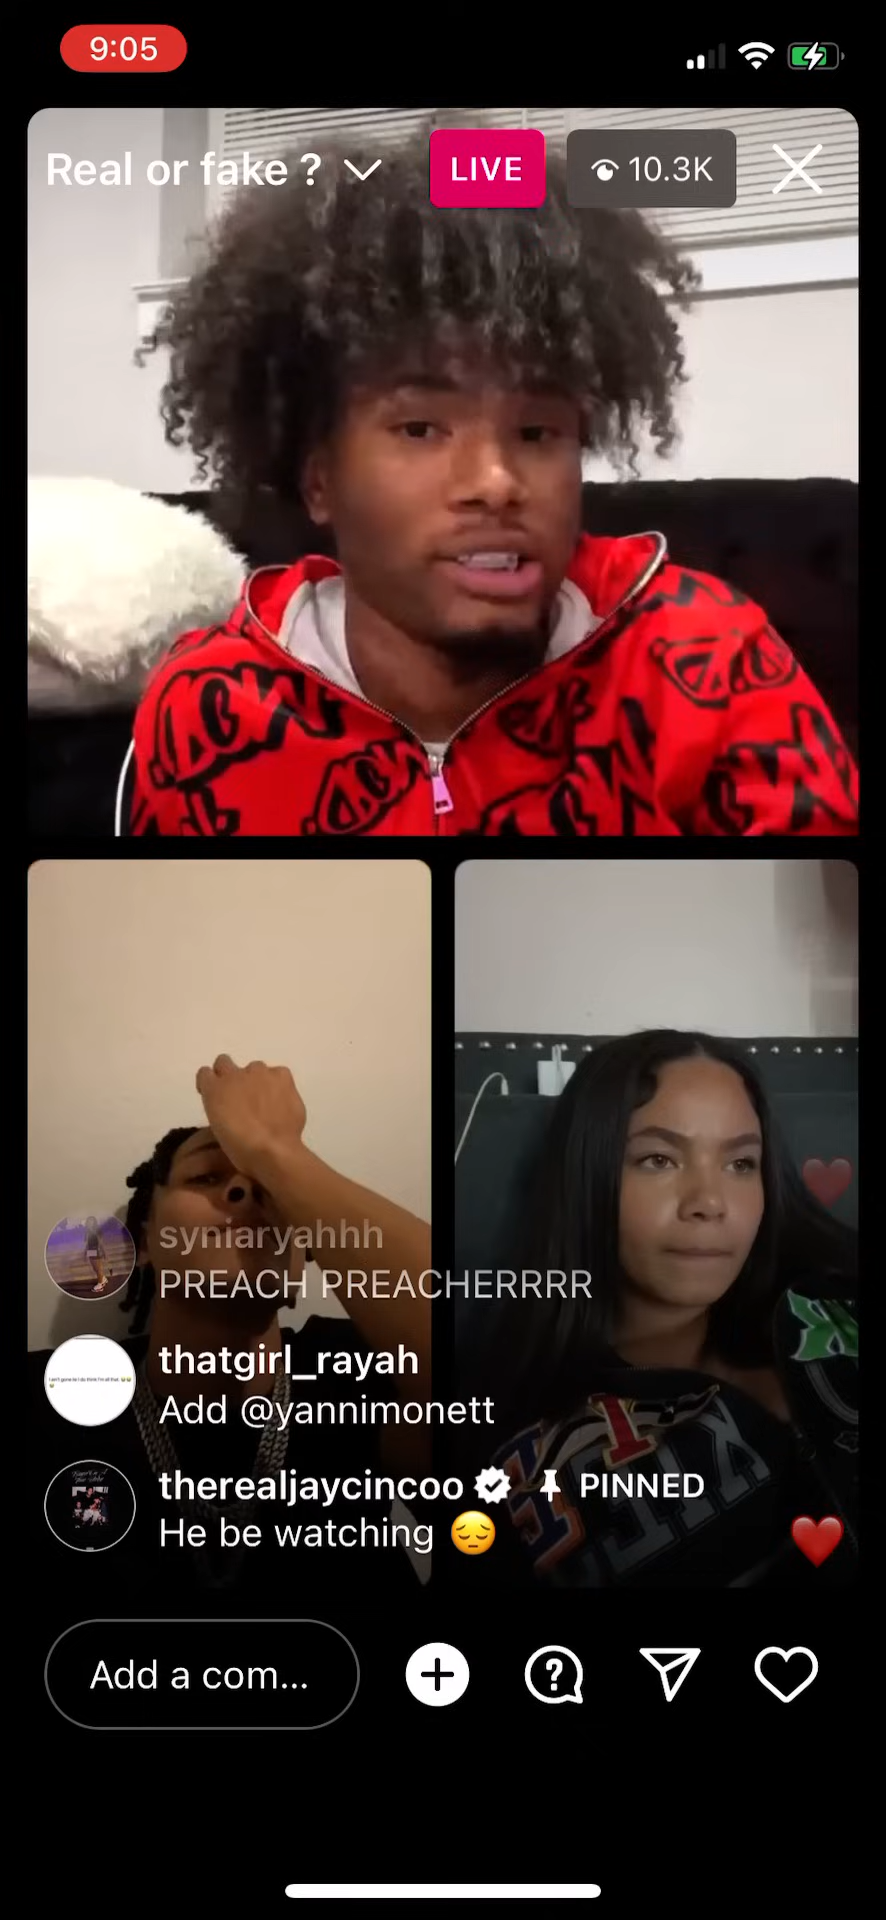 9:05
Real or fake ?
LIVE
10.3K
syniaryahhh
PREACH PREACHERRRR
thatgirl_rayah
Add @yannimonett
therealjaycincoo PINNED
He be watching 😔
Add a com...